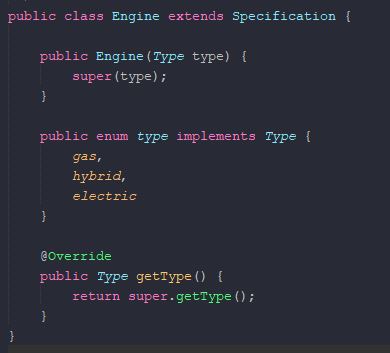 public class Engine extends Specification {
public Engine(Type type) {
super(type);
}
public enum type implements Type {
gas,
hybrid,
electric
}
@Override
public Type getType() {
return super.getType();
}
}